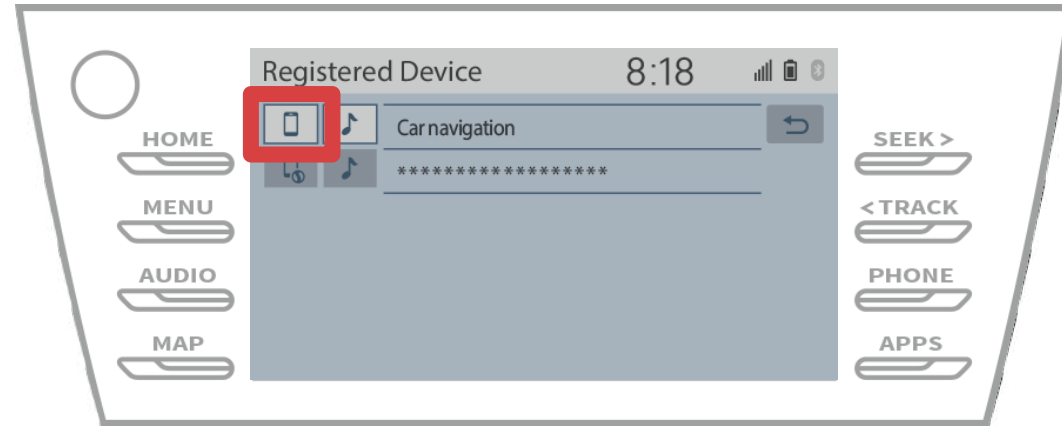 Registered Device 8:18
HOME
Car navigation
SEEK >
******************
MENU
< TRACK
AUDIO
PHONE
MAP
APPS